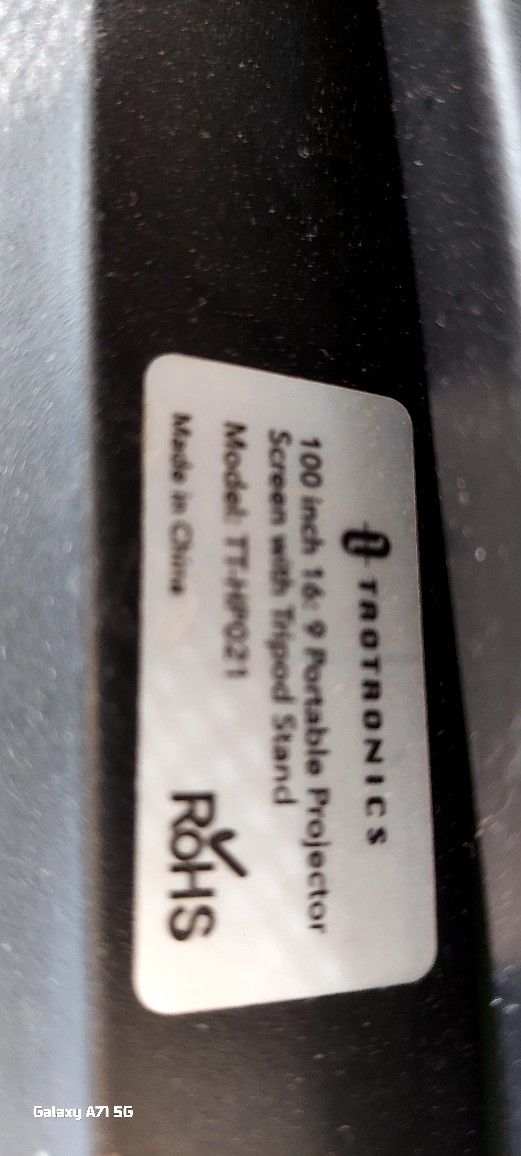 TROTRONICS
100 inch 16: 9 Portable Projector
Screen with Tripod Stand
Model: TT-HP021
Made in China
RoHS
Galaxy A71 5G